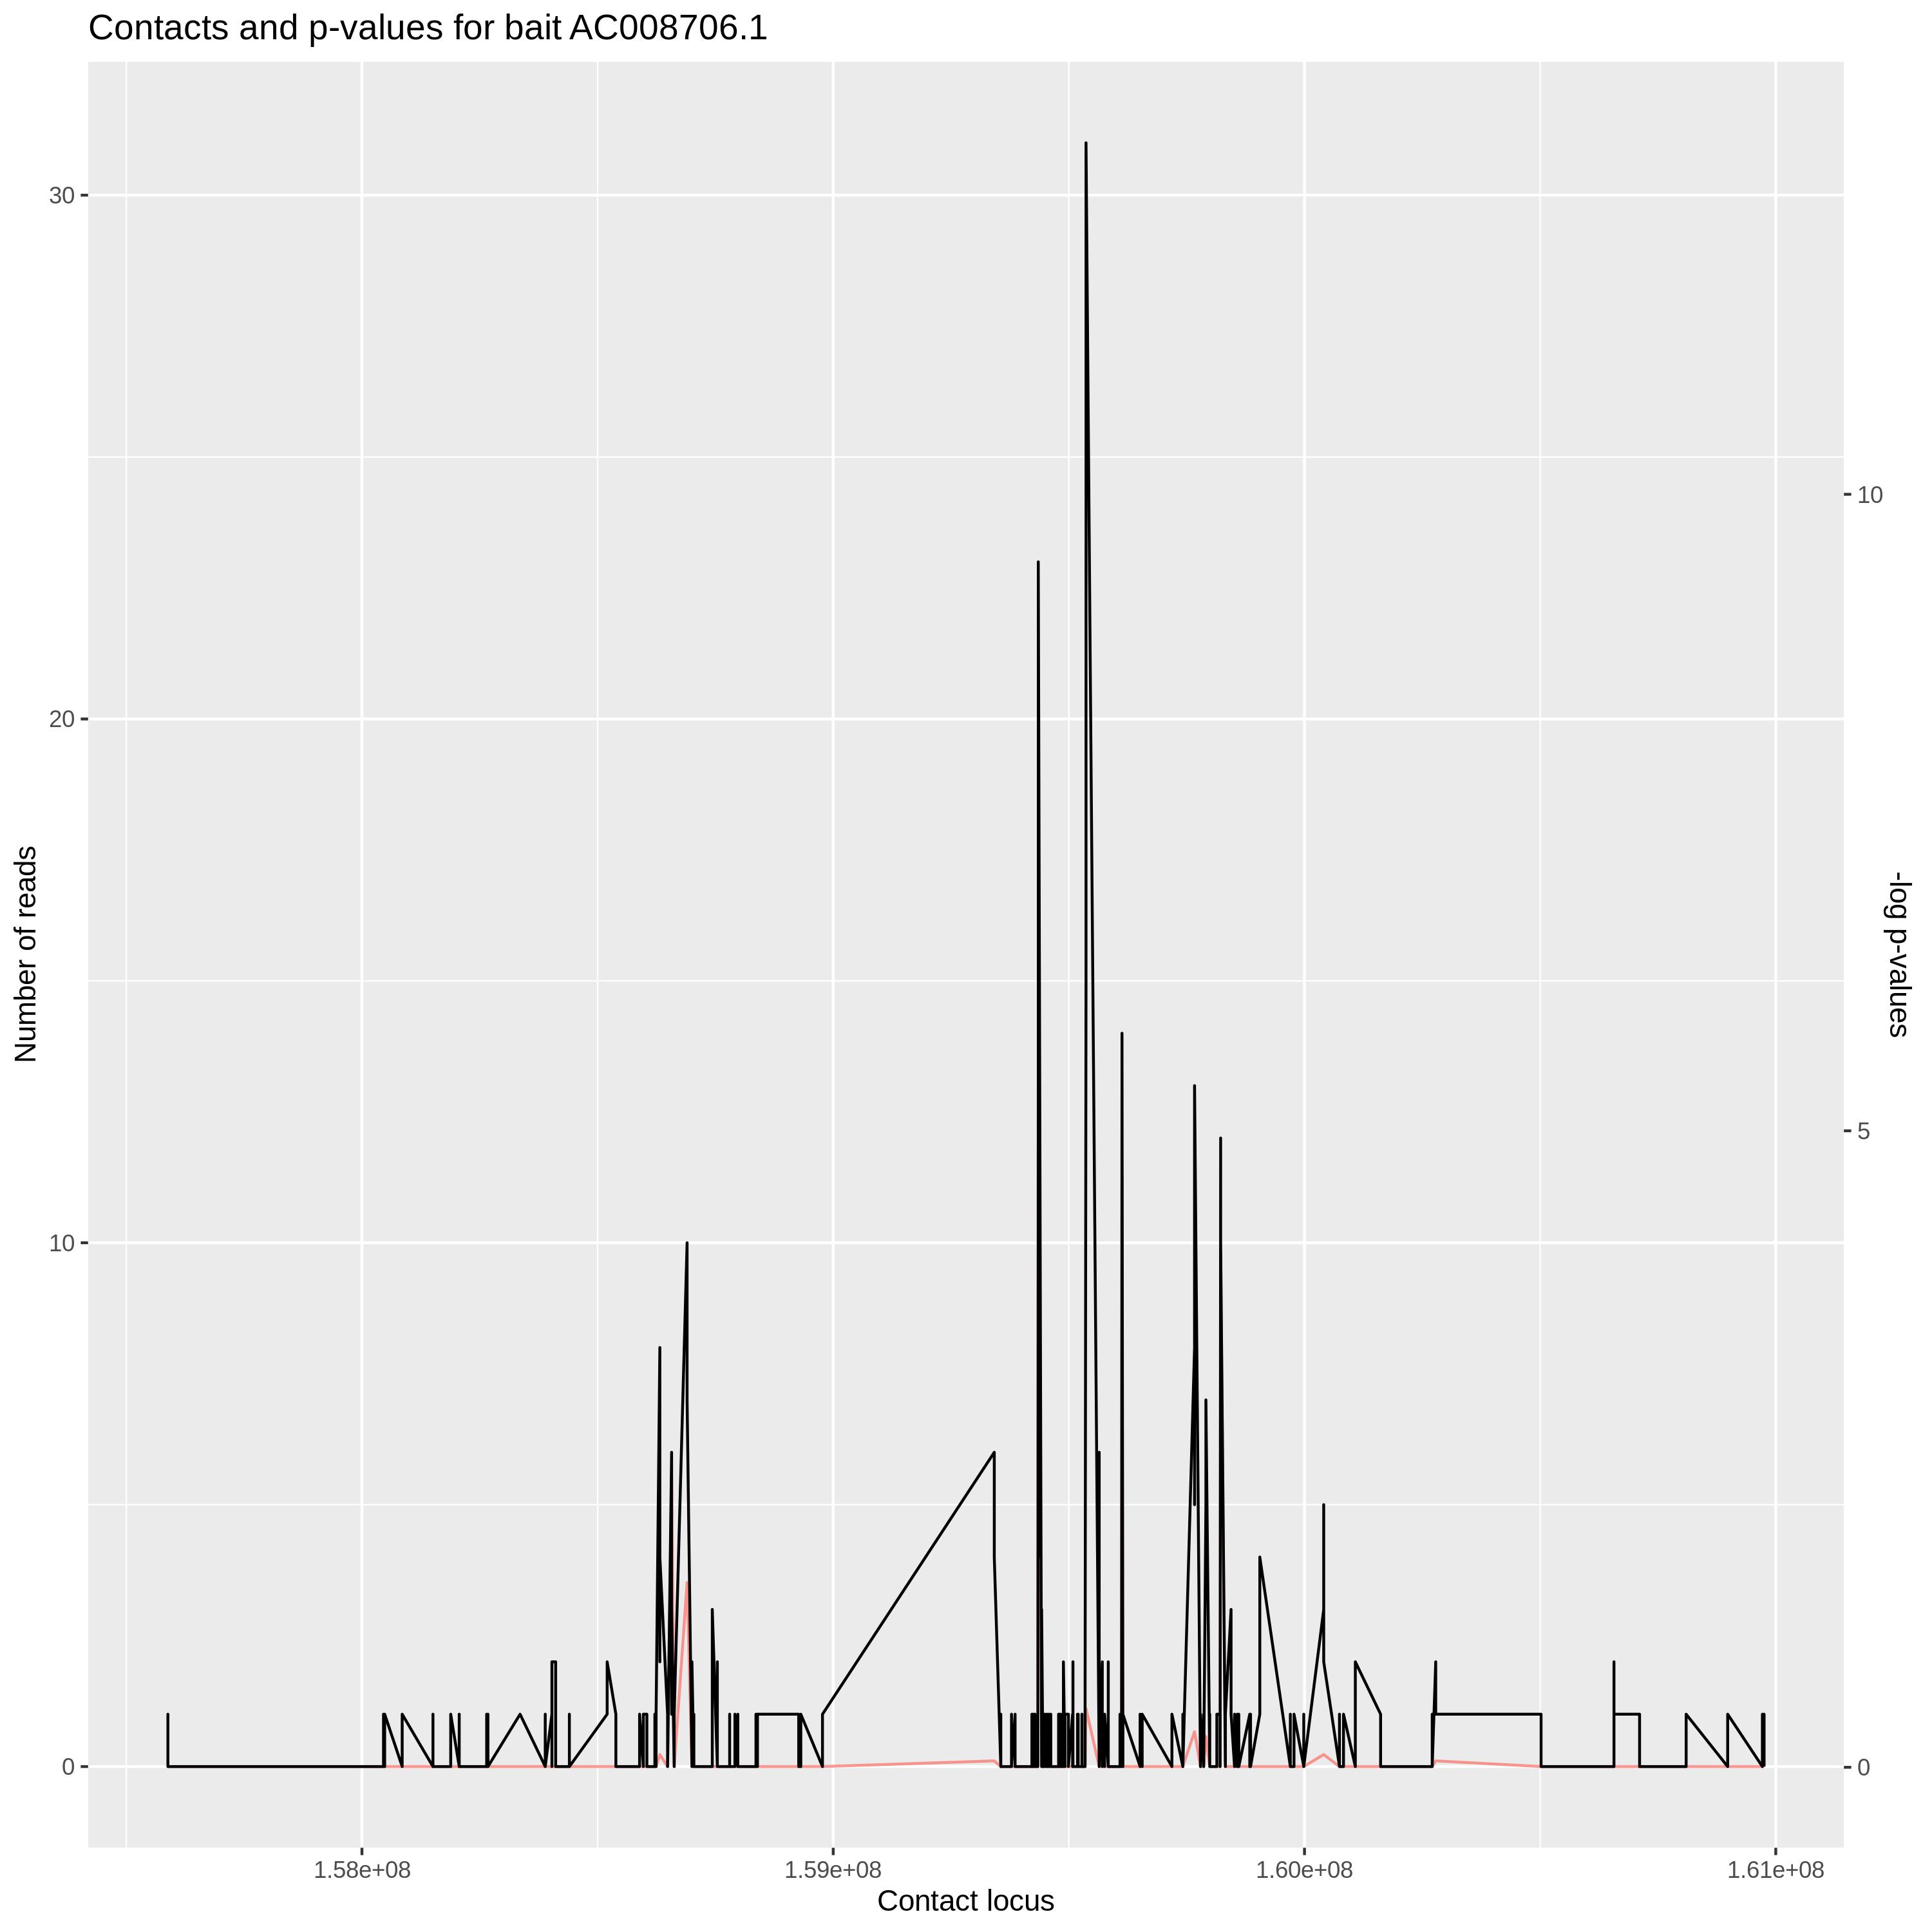 Contacts and p-values for bait AC008706.1
30
20
10
0
Number of reads
10
5
0
-log p-values
1.58e+08
1.59e+08
1.60e+08
1.61e+08
Contact locus